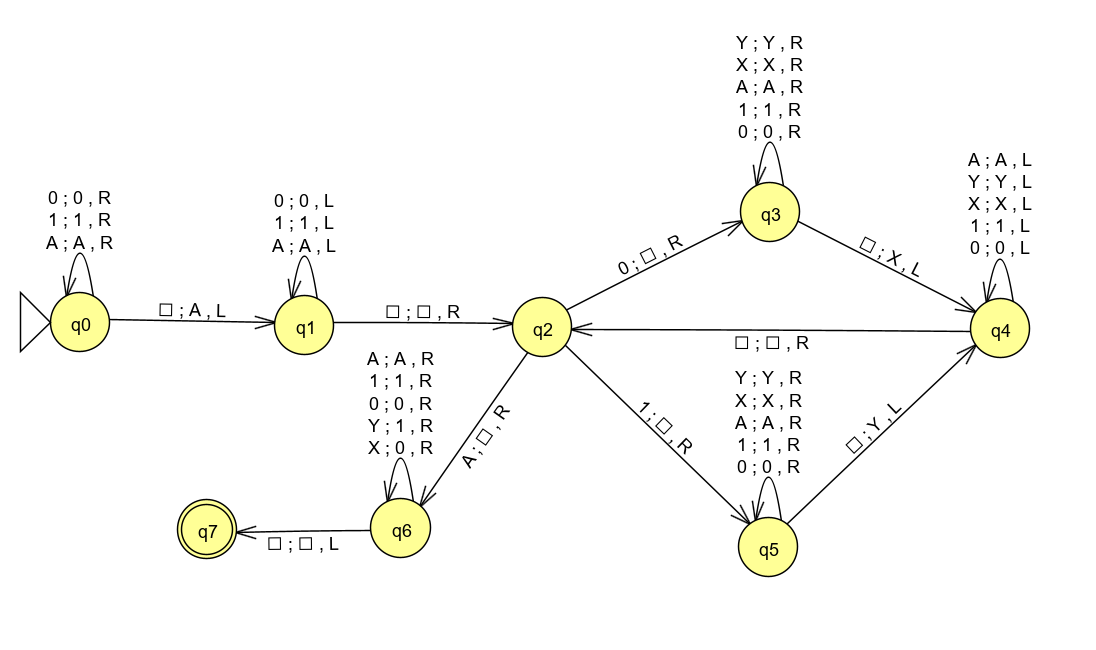 Y ; Y , R
X ; X , R
A ; A , R
1 ; 1 , R
0 ; 0 , R
A ; A , L
Y ; Y , L
X ; X , L
1 ; 1 , L
0 ; 0 , L
0 ; 0 , R
1 ; 1 , R
A ; A , R
0 ; 0 , L
1 ; 1 , L
A ; A , L
q3
0 ; □ , R
□ ; X , L
q0
□ ; A , L
q1
□ ; □ , R
q2
q4
□ ; □ , R
A ; A , R
1 ; 1 , R
0 ; 0 , R
Y ; 1 , R
X ; 0 , R
A ; □ , R
1 ; □ , R
Y ; Y , R
X ; X , R
A ; A , R
1 ; 1 , R
0 ; 0 , R
□ ; Y , L
q7
□ ; □ , L
q6
q5